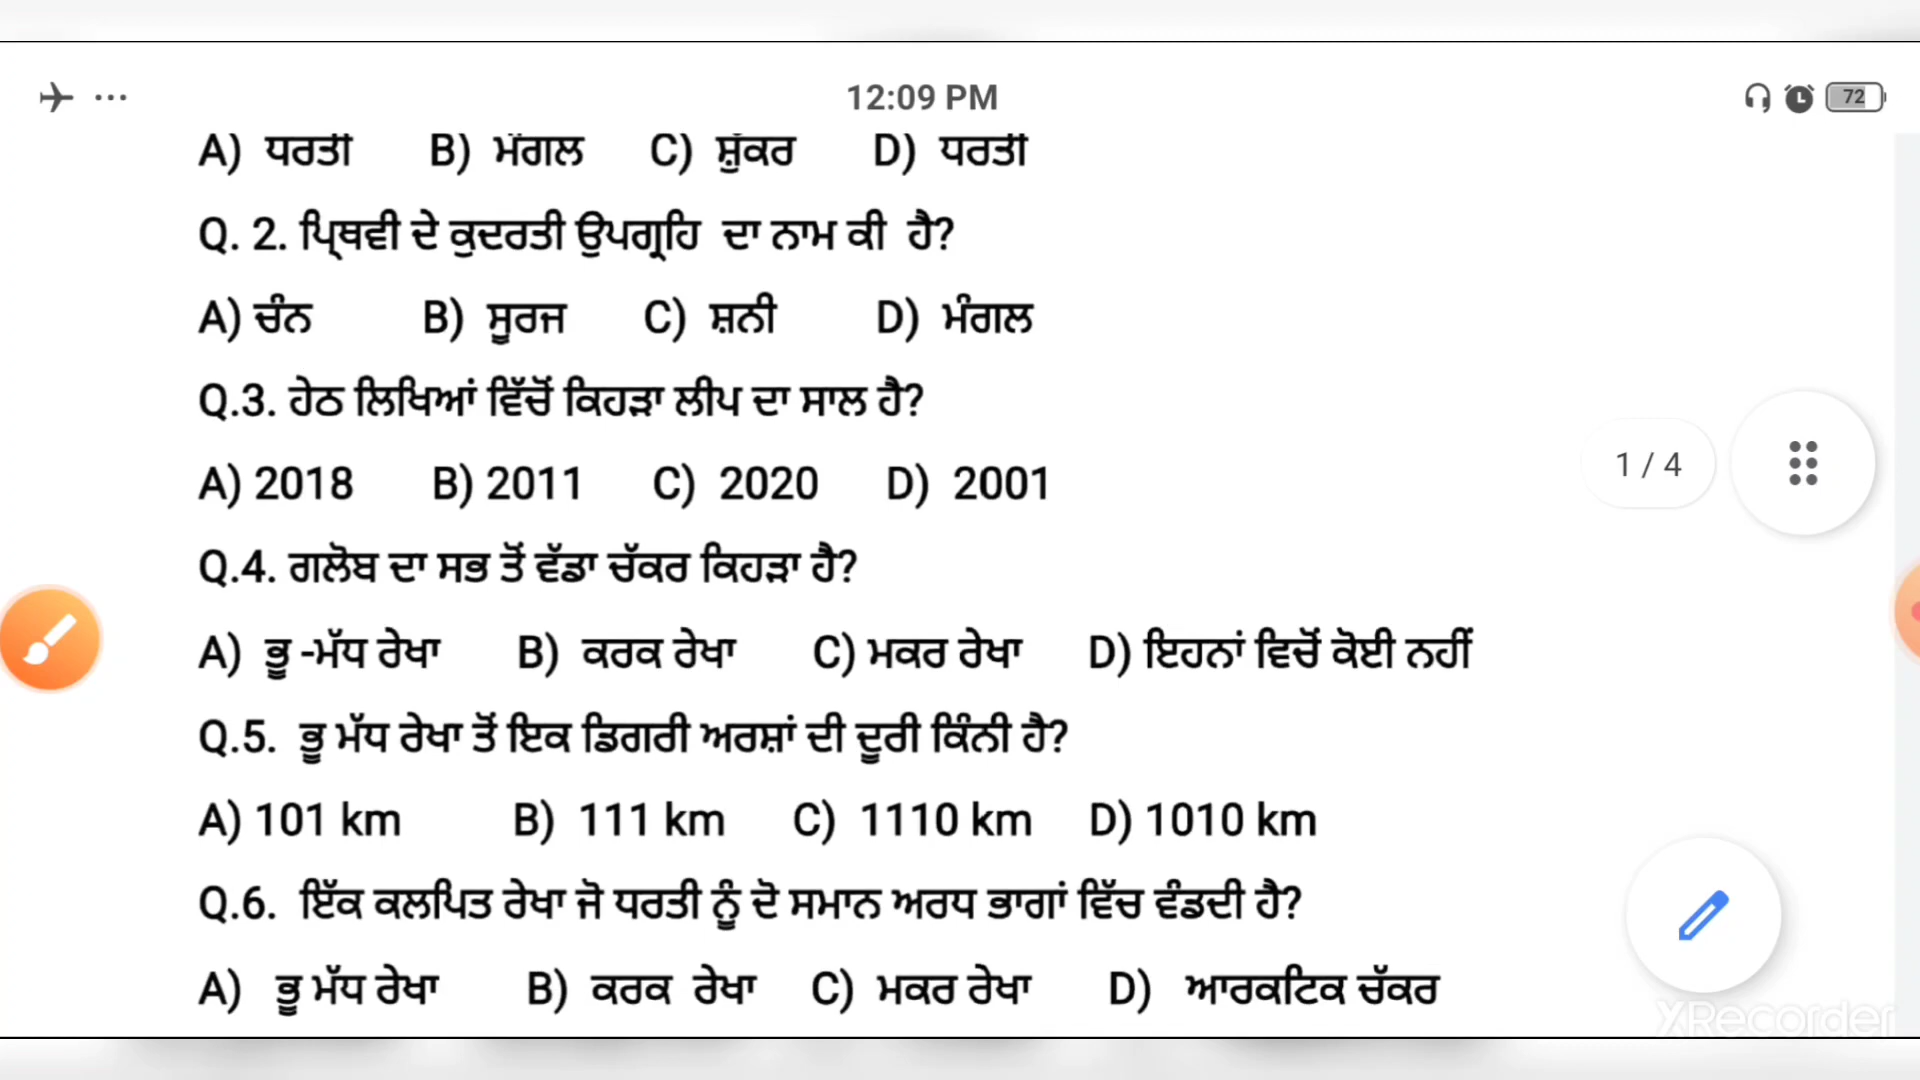 12:09 PM
72
A) ਧਰਤੀ B) ਮੰਗਲ C) ਸ਼ੁੱਕਰ D) ਧਰਤੀ
Q. 2. ਪ੍ਰਿਥਵੀ ਦੇ ਕੁਦਰਤੀ ਉਪਗ੍ਰਹਿ ਦਾ ਨਾਮ ਕੀ ਹੈ?
A) ਚੰਨ B) ਸੂਰਜ C) ਸ਼ਨੀ D) ਮੰਗਲ
Q.3. ਹੇਠ ਲਿਖਿਆਂ ਵਿੱਚੋਂ ਕਿਹੜਾ ਲੀਪ ਦਾ ਸਾਲ ਹੈ?
A) 2018 B) 2011 C) 2020 D) 2001
1 / 4
Q.4. ਗਲੋਬ ਦਾ ਸਭ ਤੋਂ ਵੱਡਾ ਚੱਕਰ ਕਿਹੜਾ ਹੈ?
A) ਭੂ -ਮੱਧ ਰੇਖਾ B) ਕਰਕ ਰੇਖਾ C) ਮਕਰ ਰੇਖਾ D) ਇਹਨਾਂ ਵਿਚੋਂ ਕੋਈ ਨਹੀਂ
Q.5. ਭੂ ਮੱਧ ਰੇਖਾ ਤੋਂ ਇਕ ਡਿਗਰੀ ਅਰਸ਼ਾਂ ਦੀ ਦੂਰੀ ਕਿੰਨੀ ਹੈ?
A) 101 km B) 111 km C) 1110 km D) 1010 km
Q.6. ਇੱਕ ਕਲਪਿਤ ਰੇਖਾ ਜੋ ਧਰਤੀ ਨੂੰ ਦੋ ਸਮਾਨ ਅਰਧ ਭਾਗਾਂ ਵਿੱਚ ਵੰਡਦੀ ਹੈ?
A) ਭੂ ਮੱਧ ਰੇਖਾ B) ਕਰਕ ਰੇਖਾ C) ਮਕਰ ਰੇਖਾ D) ਆਰਕਟਿਕ ਚੱਕਰ
XRecorder